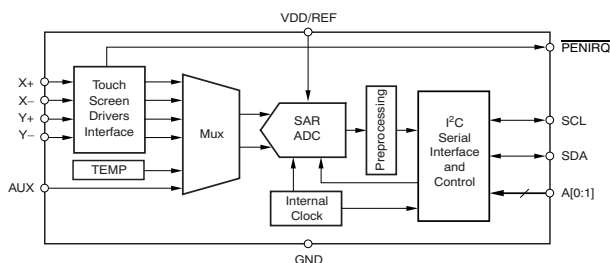 VDD/REF
PENIRQ
X+
X−
Y+
Y−
AUX
Touch
Screen
Drivers
Interface
TEMP
Mux
SAR
ADC
Internal
Clock
Preprocessing
I²C
Serial
Interface
and
Control
SCL
SDA
A[0:1]
GND